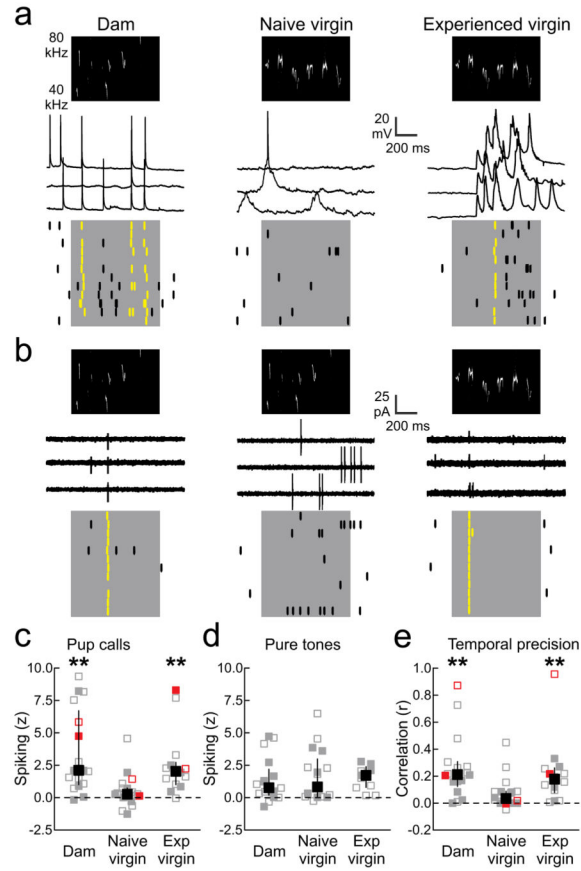 a
Dam
Naive virgin
Experienced virgin
80
kHz
40
kHz
20
mV
200 ms
b
25
pA
200 ms
c
Pup calls
d
Pure tones
e
Temporal precision
**
**
**
**
Spiking (z)
10.0
7.5
5.0
2.5
0.0
-2.5
Dam
Naive
virgin
Exp
virgin
Spiking (z)
10.0
7.5
5.0
2.5
0.0
-2.5
Dam
Naive
virgin
Exp
virgin
Correlation (r)
1.0
0.8
0.6
0.4
0.2
0.0
-0.2
Dam
Naive
virgin
Exp
virgin